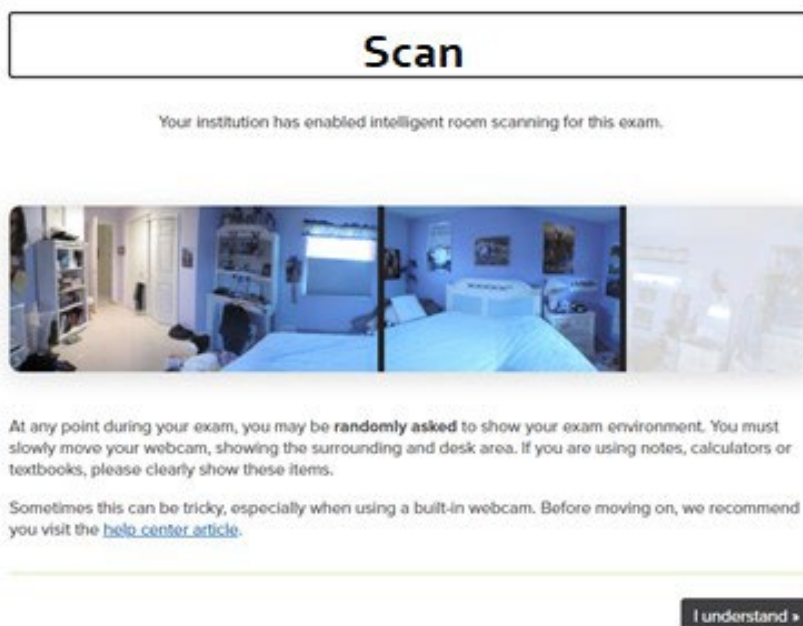 Scan
Your institution has enabled intelligent room scanning for this exam.
At any point during your exam, you may be randomly asked to show your exam environment. You must
slowly move your webcam, showing the surrounding and desk area. If you are using notes, calculators or
textbooks, please clearly show these items.
Sometimes this can be tricky, especially when using a built-in webcam. Before moving on, we recommend
you visit the help center article.
I understand »